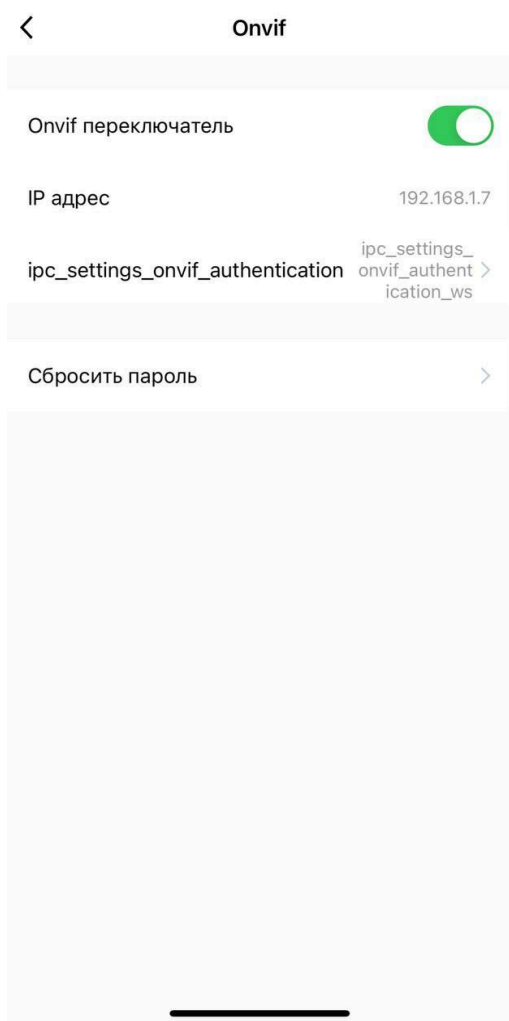 Onvif
Onvif переключатель
IP адрес
192.168.1.7
ipc_settings_onvif_authentication
ipc_settings_
onvif_authent
ication_ws
Сбросить пароль